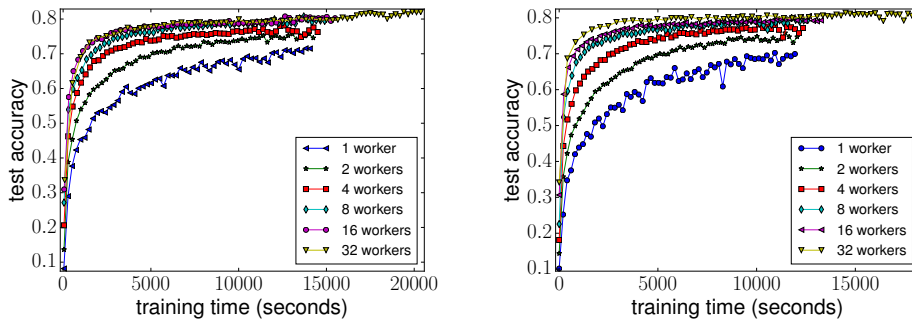 0.8
0.7
0.6
0.5
0.4
0.3
0.2
0.1
test accuracy
1 worker
2 workers
4 workers
8 workers
16 workers
32 workers
0 5000 10000 15000 20000
training time (seconds)
0.8
0.7
0.6
0.5
0.4
0.3
0.2
0.1
test accuracy
1 worker
2 workers
4 workers
8 workers
16 workers
32 workers
0 5000 10000 15000
training time (seconds)